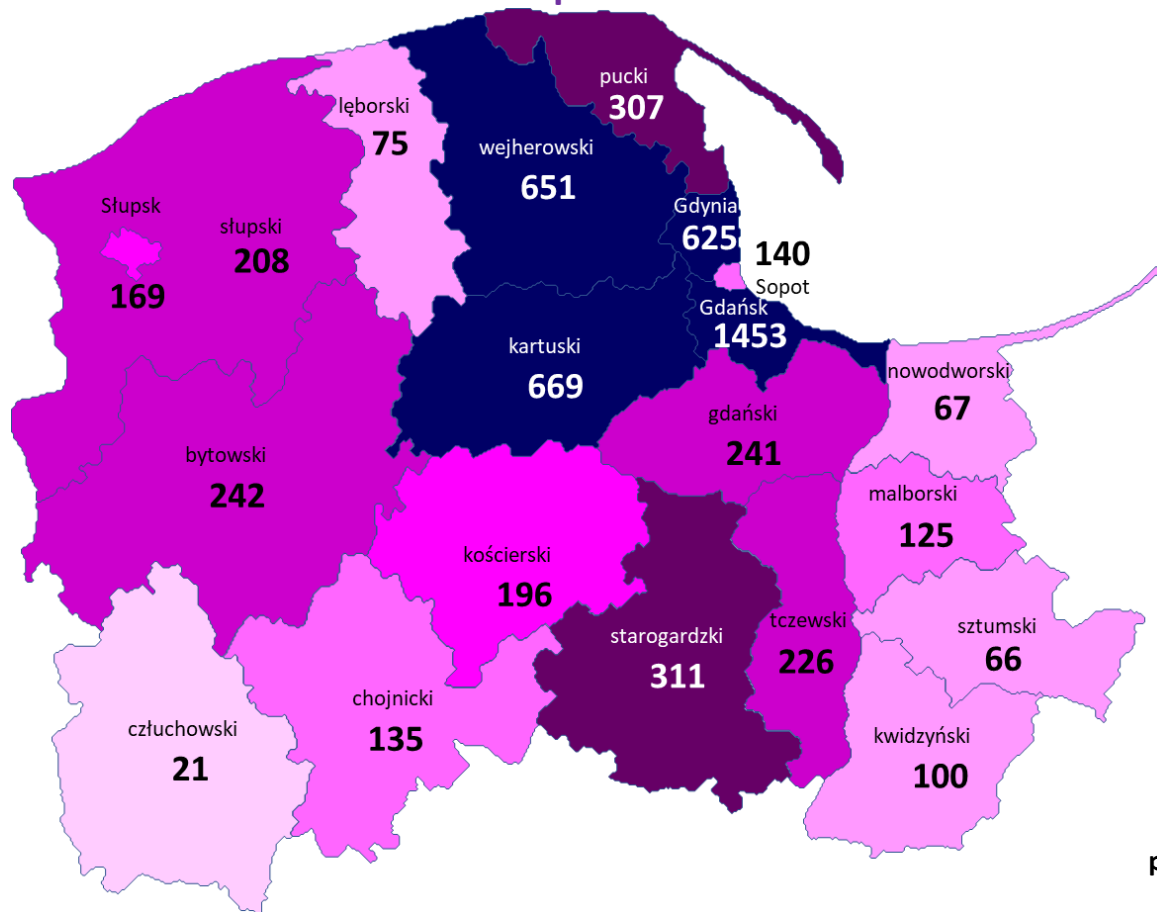 pucki
307
lęborski
75
wejherowski
651
Słupsk
169
słupski
208
Gdynia
625
140
Sopot
Gdańsk
1453
kartuski
669
nowodworski
67
gdański
241
bytowski
242
malborski
125
kościerski
196
starogardzki
311
tczewski
226
sztumski
66
człuchowski
21
chojnicki
135
kwidzyński
100
p